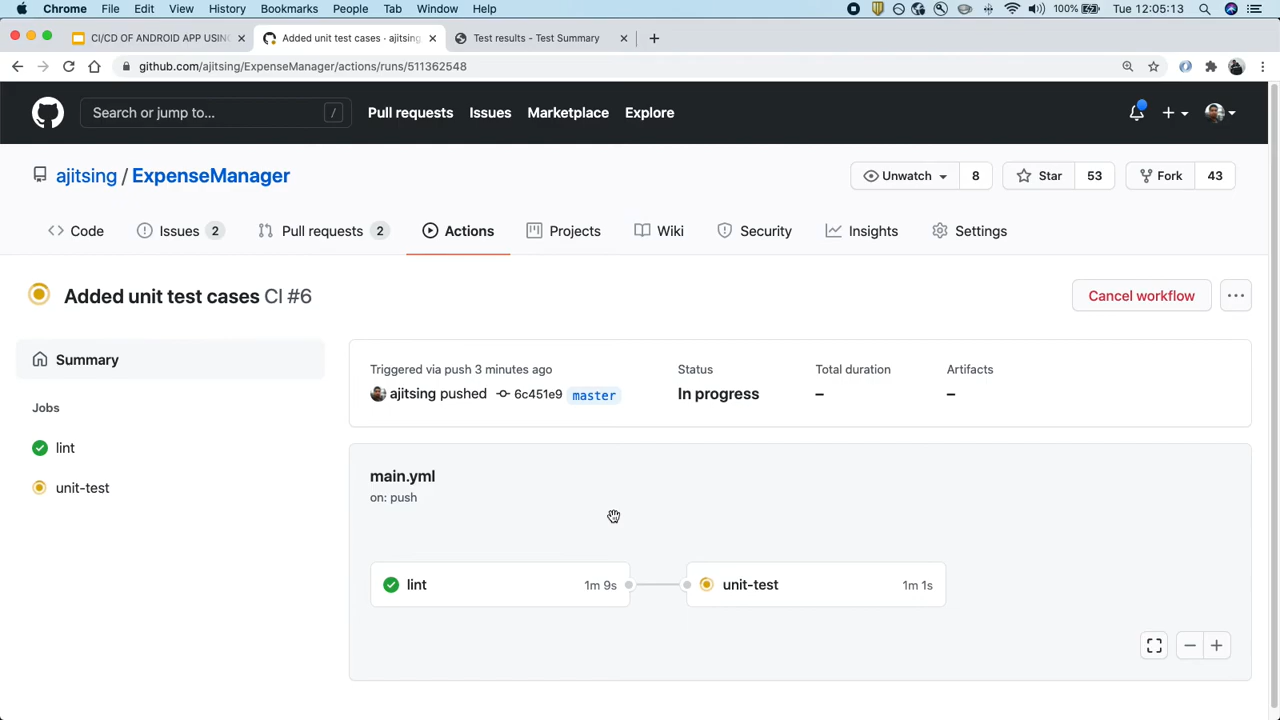 Chrome File Edit View History Bookmarks People Tab Window Help 100% Tue 12:05:13
CI/CD OF ANDROID APP USING
Added unit test cases · ajitsing
Test results - Test Summary
github.com/ajitsing/ExpenseManager/actions/runs/511362548
Search or jump to... /
Pull requests Issues Marketplace Explore
ajitsing / ExpenseManager
Unwatch 8 Star 53 Fork 43
Code Issues 2 Pull requests 2 Actions Projects Wiki Security Insights Settings
Added unit test cases CI #6
Cancel workflow
Summary
Jobs
lint
unit-test
Triggered via push 3 minutes ago
ajitsing pushed 6c451e9 master
Status
In progress
Total duration
–
Artifacts
–
main.yml
on: push
lint 1m 9s
unit-test 1m 1s